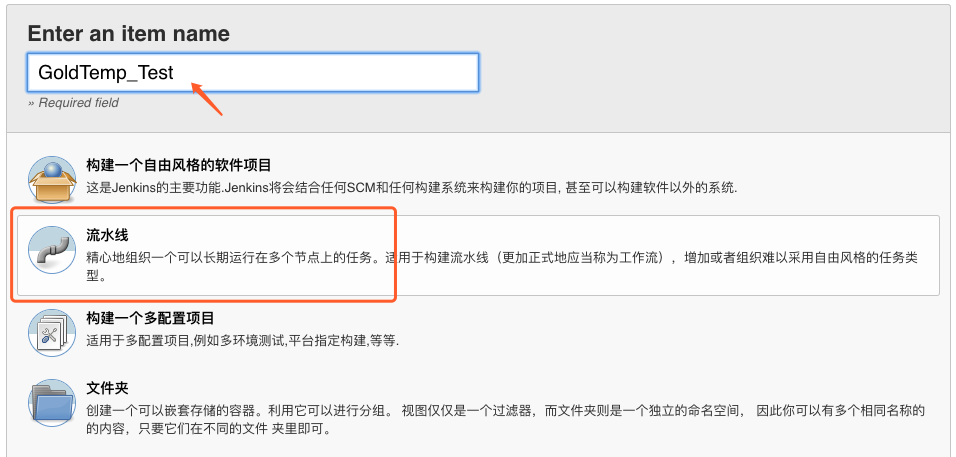 Enter an item name
GoldTemp_Test
» Required field
构建一个自由风格的软件项目
这是Jenkins的主要功能.Jenkins将会结合任何SCM和任何构建系统来构建你的项目, 甚至可以构建软件以外的系统.
流水线
精心地组织一个可以长期运行在多个节点上的任务。适用于构建流水线（更加正式地应当称为工作流），增加或者组织难以采用自由风格的任务类
型。
构建一个多配置项目
适用于多配置项目,例如多环境测试,平台指定构建,等等.
文件夹
创建一个可以嵌套存储的容器。利用它可以进行分组。 视图仅仅是一个过滤器，而文件夹则是一个独立的命名空间， 因此你可以有多个相同名称的
的内容，只要它们在不同的文件 夹里即可。